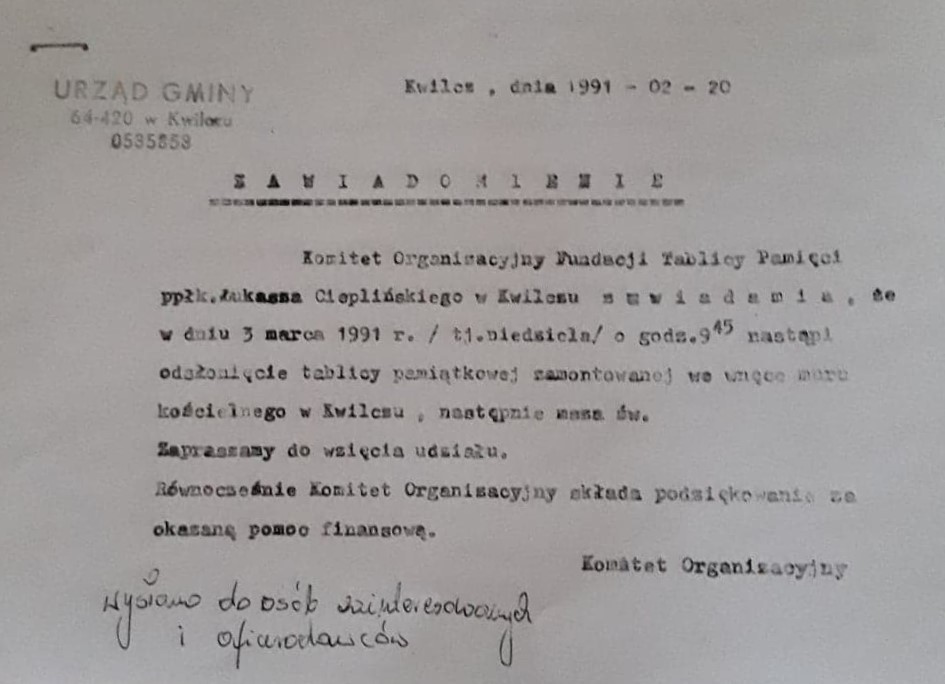 URZĄD GMINY
64-420 w Kwilczu
0535853
Kwilcz , dnia 1991 - 02 - 20
Z A W I A D O M I E N I E
Komitet Organizacyjny Fundacji Tablicy Pamięci
ppłk.Łukasza Cieplińskiego w Kwilczu z a w i a d a m i a , że
w dniu 3 marca 1991 r. / tj.niedziela/ o godz.9⁴⁵ nastąpi
odsłonięcie tablicy pamiątkowej zamontowanej we wnęce muru
kościelnego w Kwilczu , następnie msza św.
Zapraszamy do wzięcia udziału.
Równocześnie Komitet Organizacyjny składa podziękowanie za
okazaną pomoc finansową.
Komitet Organizacyjny
wysłano do osób zainteresowanych
i ofiarodawców